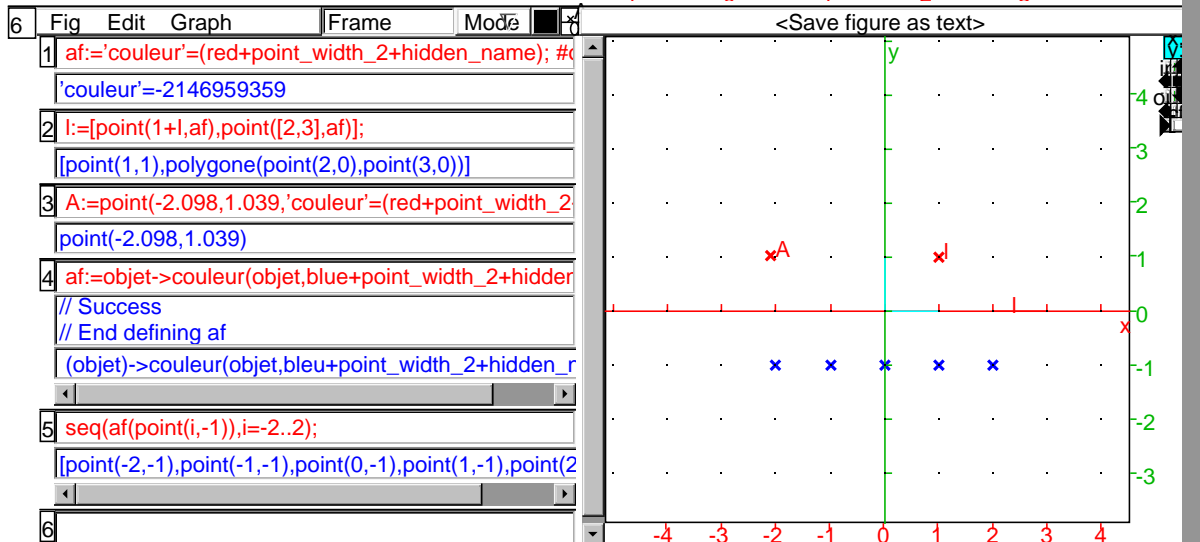 6 Fig Edit Graph Frame Mode <Save figure as text>
1 af:='couleur'=(red+point_width_2+hidden_name); #
'couleur'=-2146959359
2 l:=[point(1+I,af),point([2,3],af)];
[point(1,1),polygone(point(2,0),point(3,0))]
3 A:=point(-2.098,1.039,'couleur'=(red+point_width_2
point(-2.098,1.039)
4 af:=objet->couleur(objet,blue+point_width_2+hidden
// Success
// End defining af
(objet)->couleur(objet,bleu+point_width_2+hidden_n
5 seq(af(point(i,-1)),i=-2..2);
[point(-2,-1),point(-1,-1),point(0,-1),point(1,-1),point(2
6
y
4
3
2
A l 1
l 0
x
-1
-2
-3
-4 -3 -2 -1 0 1 2 3 4